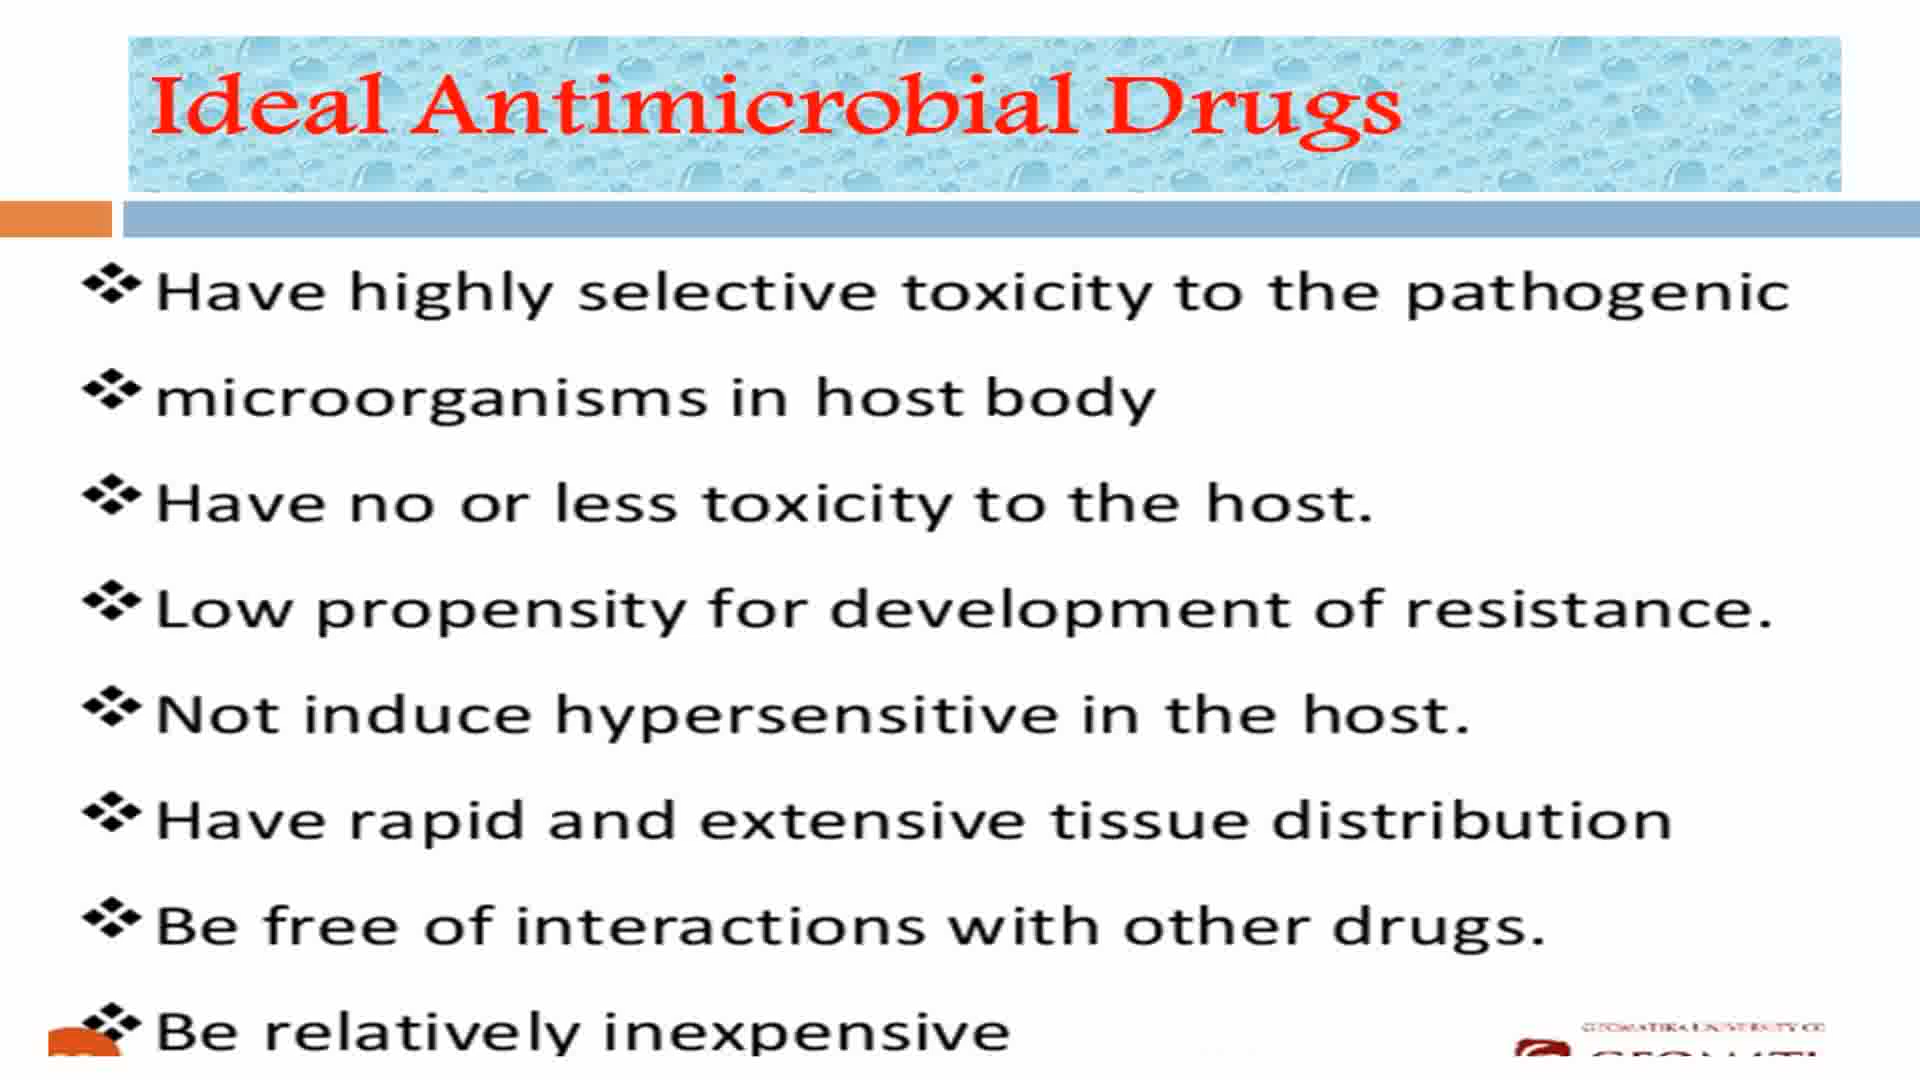 Ideal Antimicrobial Drugs
❖Have highly selective toxicity to the pathogenic
❖microorganisms in host body
❖Have no or less toxicity to the host.
❖Low propensity for development of resistance.
❖Not induce hypersensitive in the host.
❖Have rapid and extensive tissue distribution
❖Be free of interactions with other drugs.
❖Be relatively inexpensive